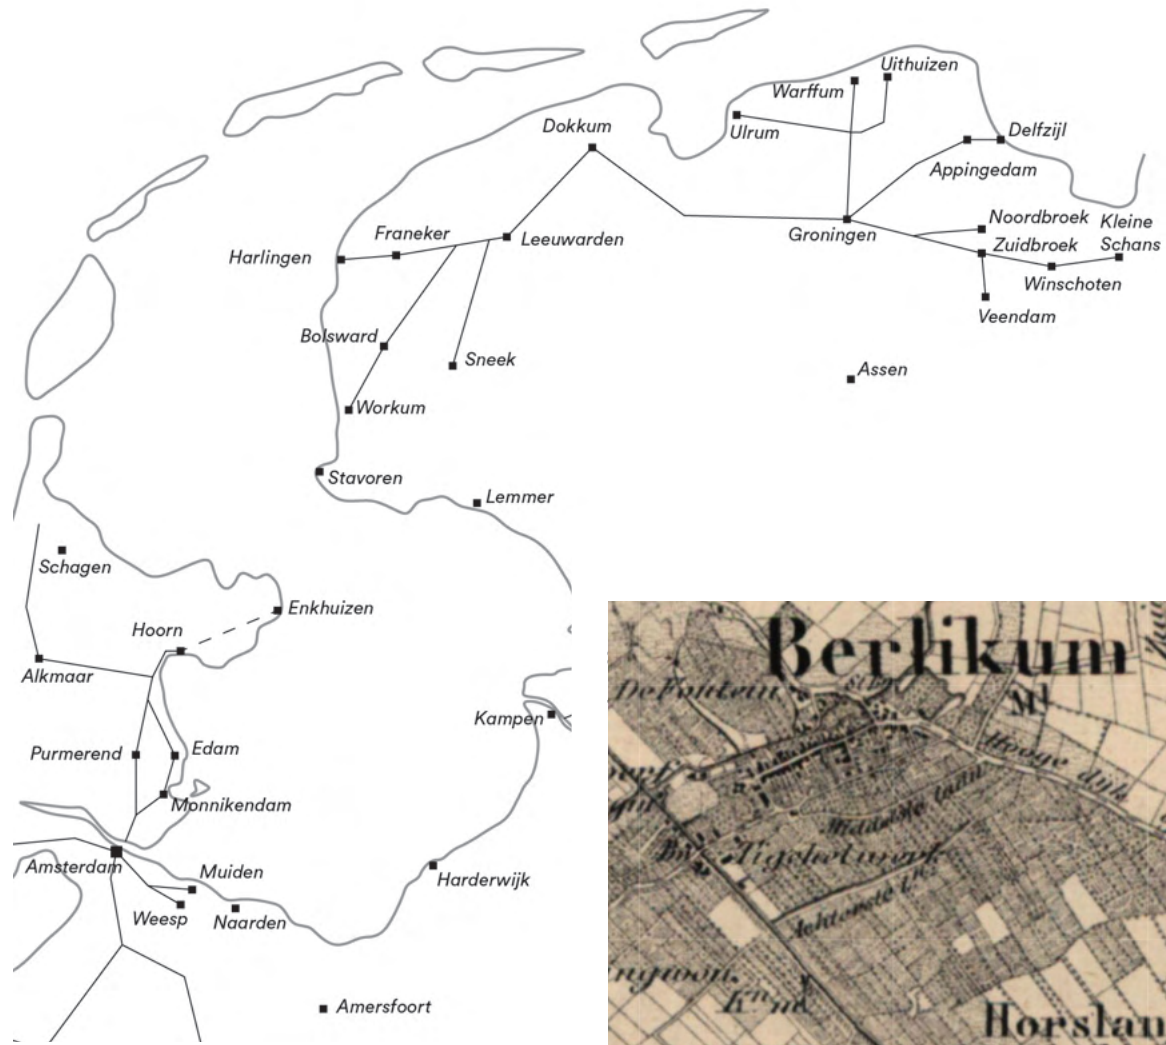 Uithuizen
Warffum
Ulrum
Dokkum
Delfzijl
Appingedam
Noordbroek
Kleine
Schans
Groningen
Zuidbroek
Winschoten
Veendam
Franeker
Leeuwarden
Harlingen
Bolsward
Sneek
Assen
Workum
Stavoren
Lemmer
Schagen
Enkhuizen
Hoorn
Alkmaar
Kampen
Purmerend
Edam
Monnikendam
Amsterdam
Muiden
Weesp
Naarden
Harderwijk
Amersfoort
Berlikum
De Fontein
Ml
Hooge dyk
Middelste laan
Tichelwerk
Achterste Ln
Horslan